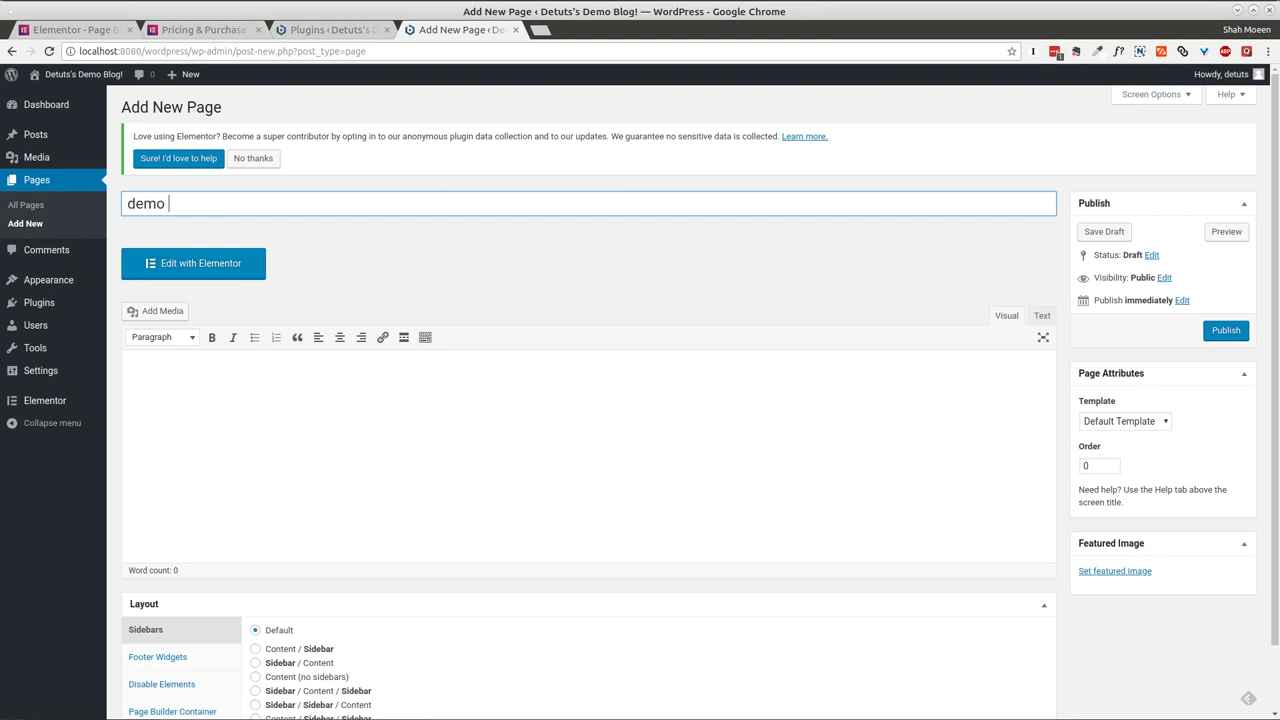 Add New Page ‹ Detuts's Demo Blog! — WordPress - Google Chrome
Shah Moeen
Elementor - Page B
Pricing & Purchase
Plugins ‹ Detuts's D
Add New Page ‹ De
localhost:8080/wordpress/wp-admin/post-new.php?post_type=page
Detuts's Demo Blog!
0
New
Howdy, detuts
Dashboard
Posts
Media
Pages
All Pages
Add New
Comments
Appearance
Plugins
Users
Tools
Settings
Elementor
Collapse menu
Add New Page
Screen Options
Help
Love using Elementor? Become a super contributor by opting in to our anonymous plugin data collection and to our updates. We guarantee no sensitive data is collected. Learn more.
Sure! I'd love to help
No thanks
demo
Edit with Elementor
Add Media
Visual
Text
Paragraph
Word count: 0
Layout
Sidebars
Footer Widgets
Disable Elements
Page Builder Container
Default
Content / Sidebar
Sidebar / Content
Content (no sidebars)
Sidebar / Content / Sidebar
Sidebar / Sidebar / Content
Content / Sidebar / Sidebar
Publish
Save Draft
Preview
Status: Draft Edit
Visibility: Public Edit
Publish immediately Edit
Publish
Page Attributes
Template
Default Template
Order
0
Need help? Use the Help tab above the
screen title.
Featured Image
Set featured image